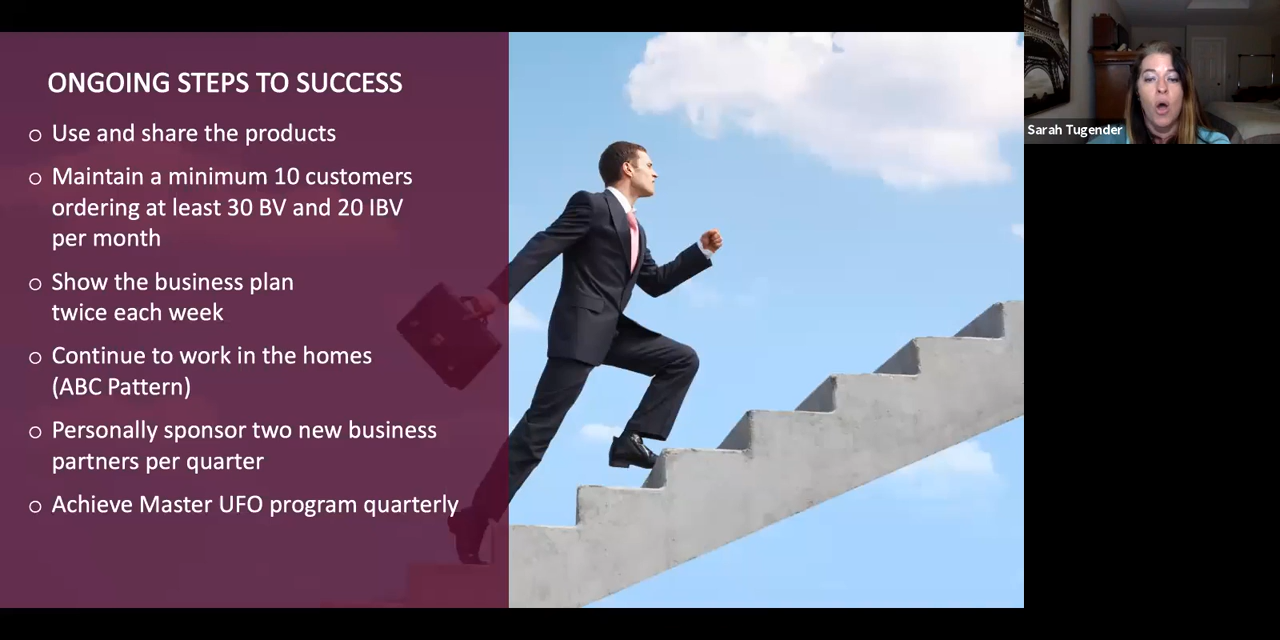 ONGOING STEPS TO SUCCESS
o Use and share the products
o Maintain a minimum 10 customers
ordering at least 30 BV and 20 IBV
per month
o Show the business plan
twice each week
o Continue to work in the homes
(ABC Pattern)
o Personally sponsor two new business
partners per quarter
o Achieve Master UFO program quarterly
Sarah Tugender